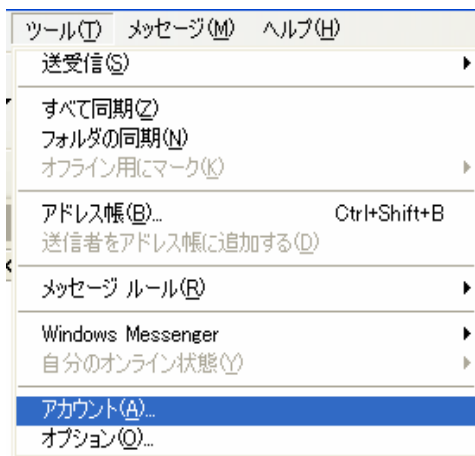 ツール(T) メッセージ(M) ヘルプ(H)
送受信(S)
すべて同期(Z)
フォルダの同期(N)
オフライン用にマーク(K)
アドレス帳(B)... Ctrl+Shift+B
送信者をアドレス帳に追加する(D)
メッセージ ルール(R)
Windows Messenger
自分のオンライン状態(Y)
アカウント(A)...
オプション(O)...